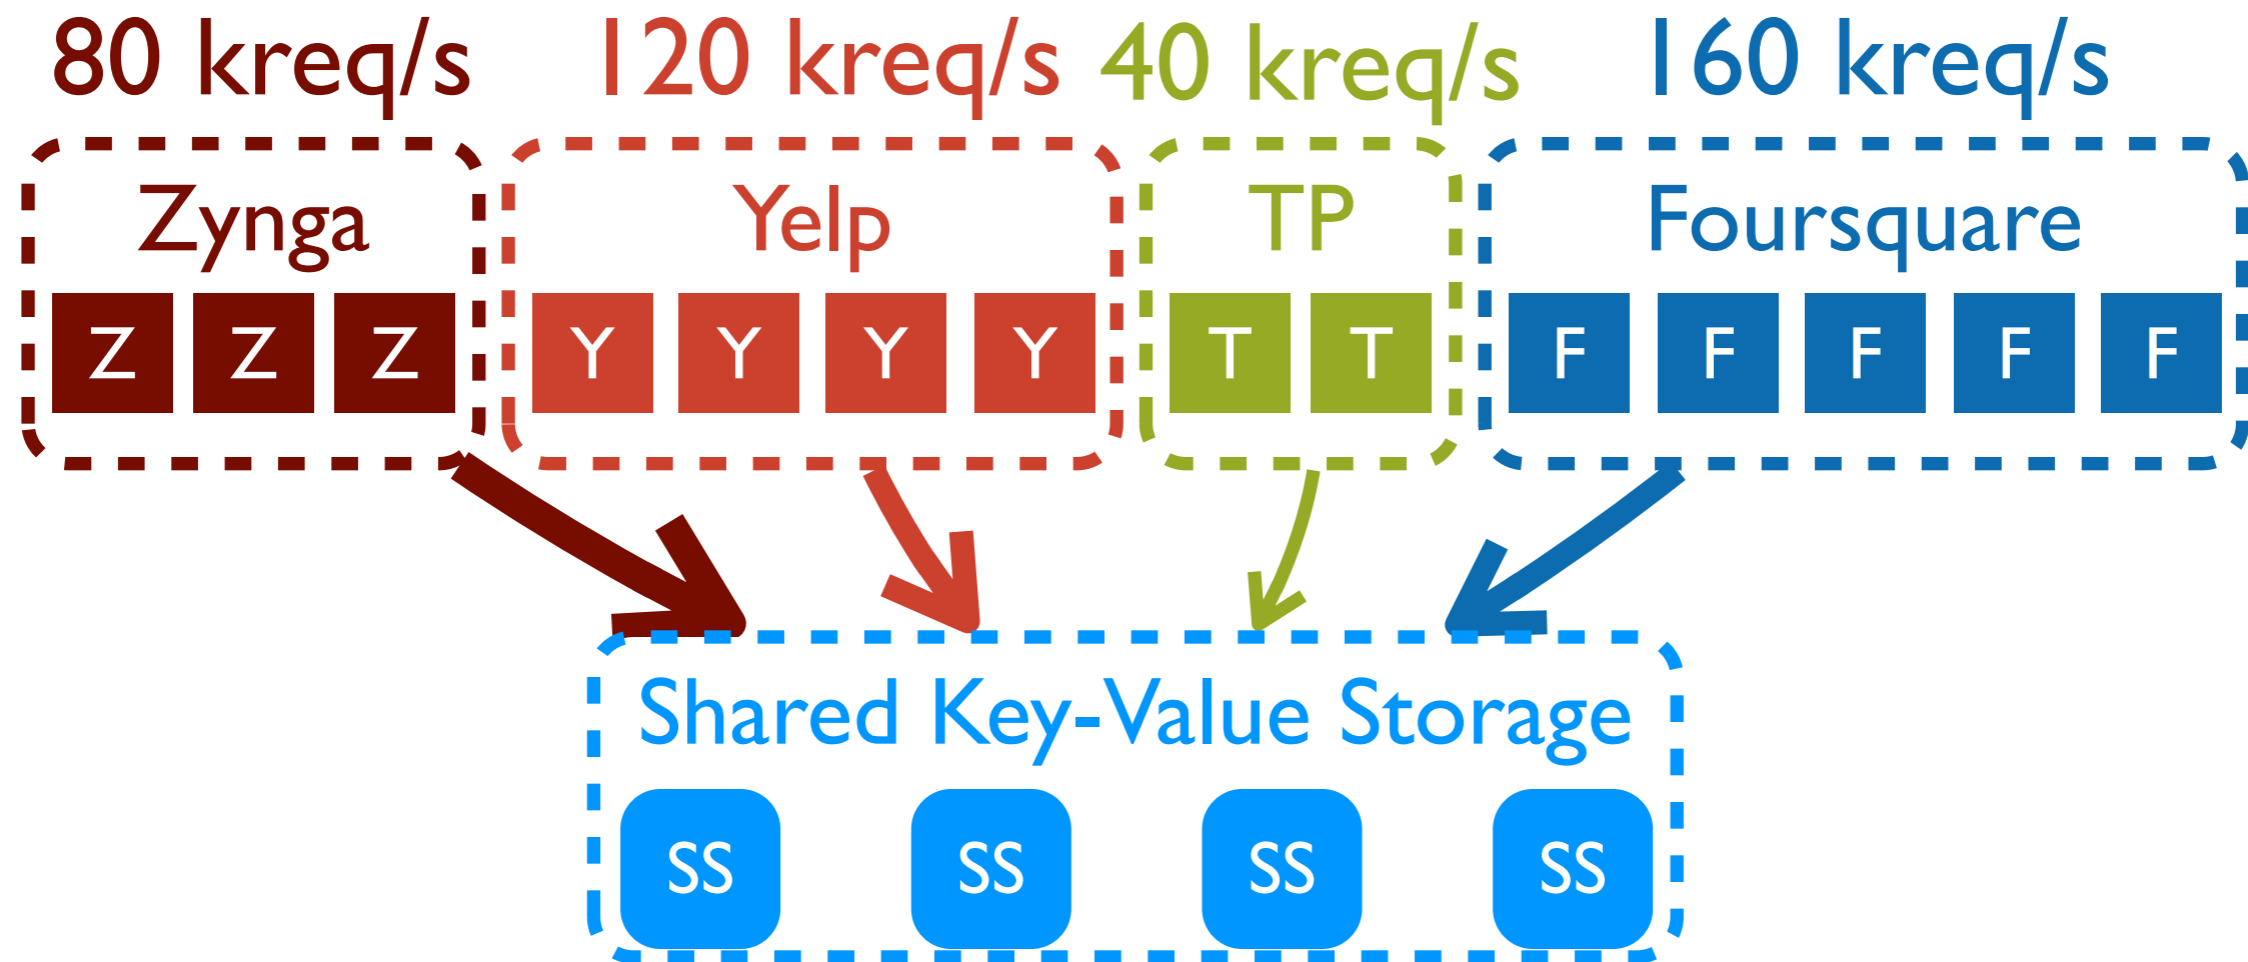 80 kreq/s 120 kreq/s 40 kreq/s 160 kreq/s
Zynga Yelp TP Foursquare
Z Z Z Y Y Y Y T T F F F F F
Shared Key-Value Storage
SS SS SS SS